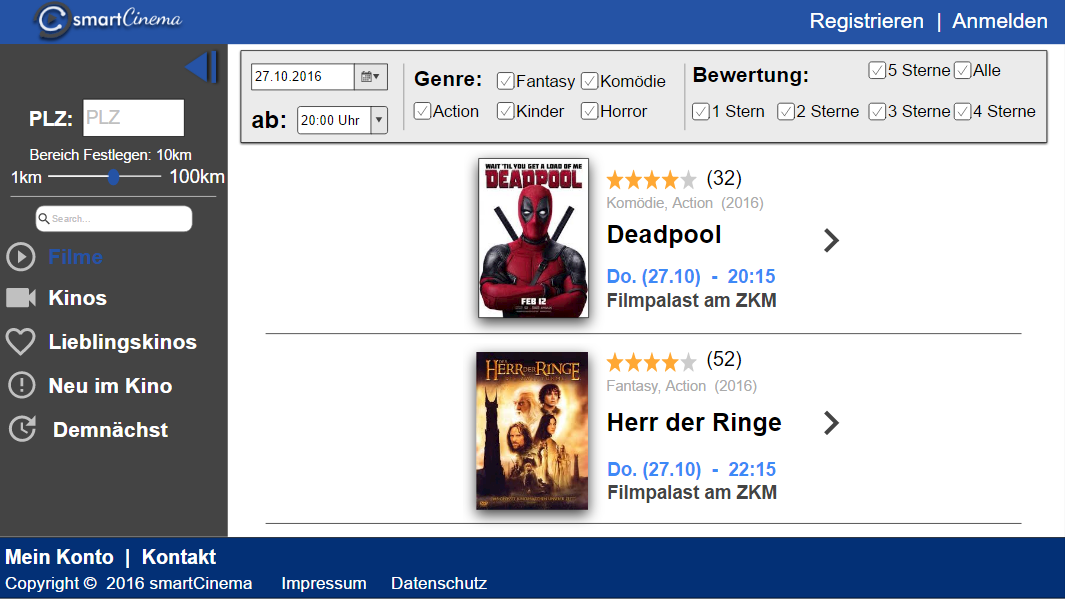 smartCinema
Registrieren | Anmelden
PLZ: PLZ
Bereich Festlegen: 10km
1km 100km
Search...
Filme
Kinos
Lieblingskinos
Neu im Kino
Demnächst
27.10.2016
ab: 20:00 Uhr
Genre: Fantasy Komödie
Action Kinder Horror
Bewertung: 5 Sterne Alle
1 Stern 2 Sterne 3 Sterne 4 Sterne
WAIT 'TIL YOU GET A LOAD OF ME
DEADPOOL
FEB 12
(32)
Komödie, Action (2016)
Deadpool
Do. (27.10) - 20:15
Filmpalast am ZKM
DER
HERR DER RINGE
(52)
Fantasy, Action (2016)
Herr der Ringe
Do. (27.10) - 22:15
Filmpalast am ZKM
Mein Konto | Kontakt
Copyright © 2016 smartCinema Impressum Datenschutz